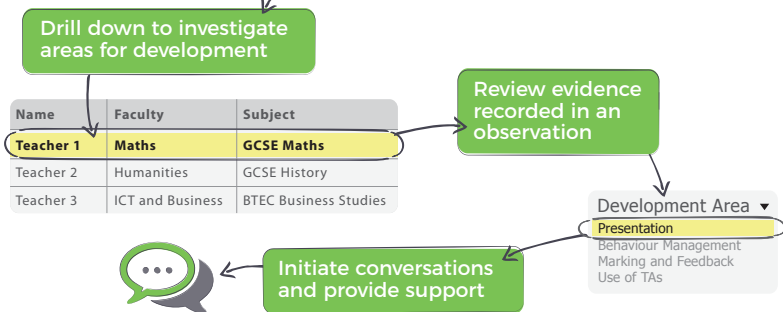 Drill down to investigate
areas for development
Name Faculty Subject
Teacher 1 Maths GCSE Maths
Teacher 2 Humanities GCSE History
Teacher 3 ICT and Business BTEC Business Studies
Review evidence
recorded in an
observation
Development Area
Presentation
Behaviour Management
Marking and Feedback
Use of TAs
Initiate conversations
and provide support